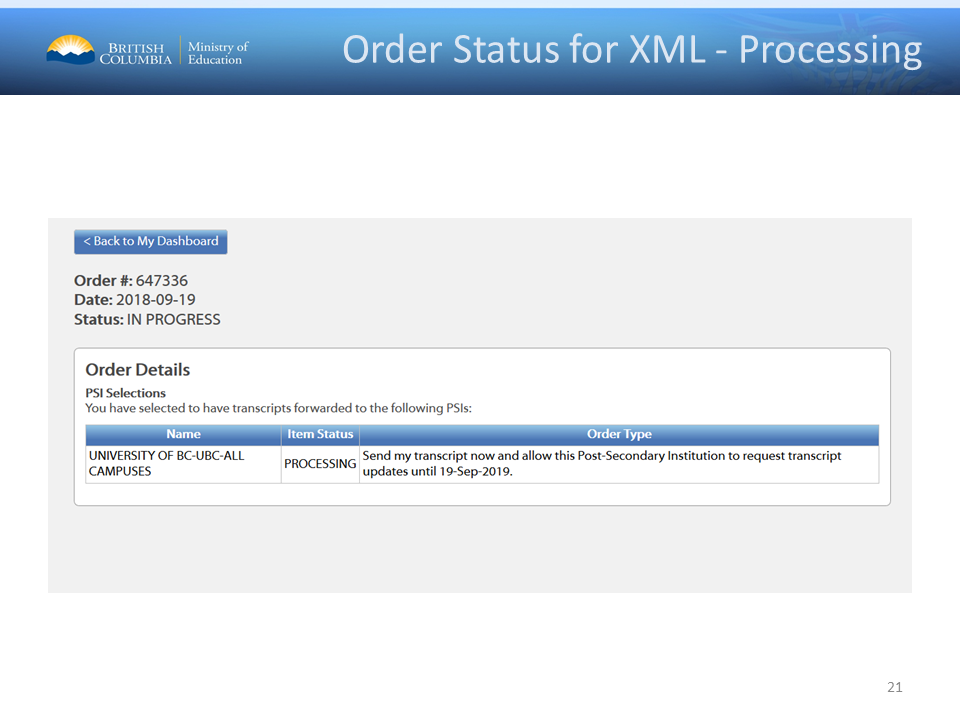 BRITISH COLUMBIA
Ministry of Education
Order Status for XML - Processing
< Back to My Dashboard
Order #: 647336
Date: 2018-09-19
Status: IN PROGRESS
Order Details
PSI Selections
You have selected to have transcripts forwarded to the following PSIs:
Name Item Status Order Type
UNIVERSITY OF BC-UBC-ALL
CAMPUSES
PROCESSING
Send my transcript now and allow this Post-Secondary Institution to request transcript
updates until 19-Sep-2019.
21